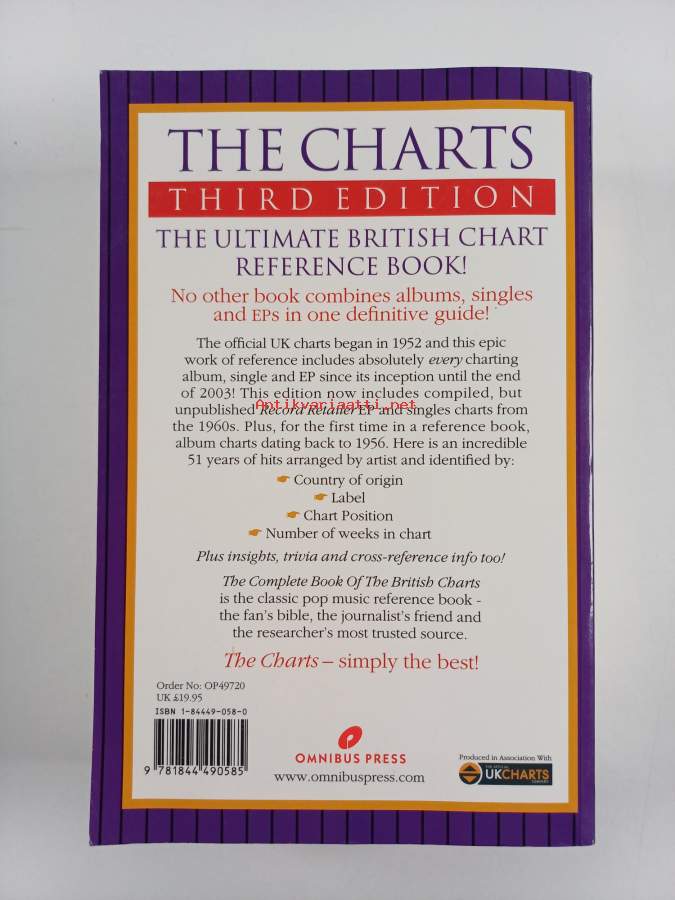 THE CHARTS
THIRD EDITION
THE ULTIMATE BRITISH CHART
REFERENCE BOOK!
No other book combines albums, singles
and EPs in one definitive guide!
The official UK charts began in 1952 and this epic
work of reference includes absolutely every charting
album, single and EP since its inception until the end
of 2003! This edition now includes compiled, but
Antikvariaatti.net
unpublished Record Retailer EP and singles charts from
the 1960s. Plus, for the first time in a reference book,
album charts dating back to 1956. Here is an incredible
51 years of hits arranged by artist and identified by:
Country of origin
Label
Chart Position
Number of weeks in chart
Plus insights, trivia and cross-reference info too!
The Complete Book Of The British Charts
is the classic pop music reference book -
the fan's bible, the journalist's friend and
the researcher's most trusted source.
The Charts – simply the best!
Order No: OP49720
UK £19.95
ISBN 1-84449-058-0
9 781844 490585
OMNIBUS PRESS
www.omnibuspress.com
Produced in Association With
THE OFFICIAL
UKCHARTS
COMPANY